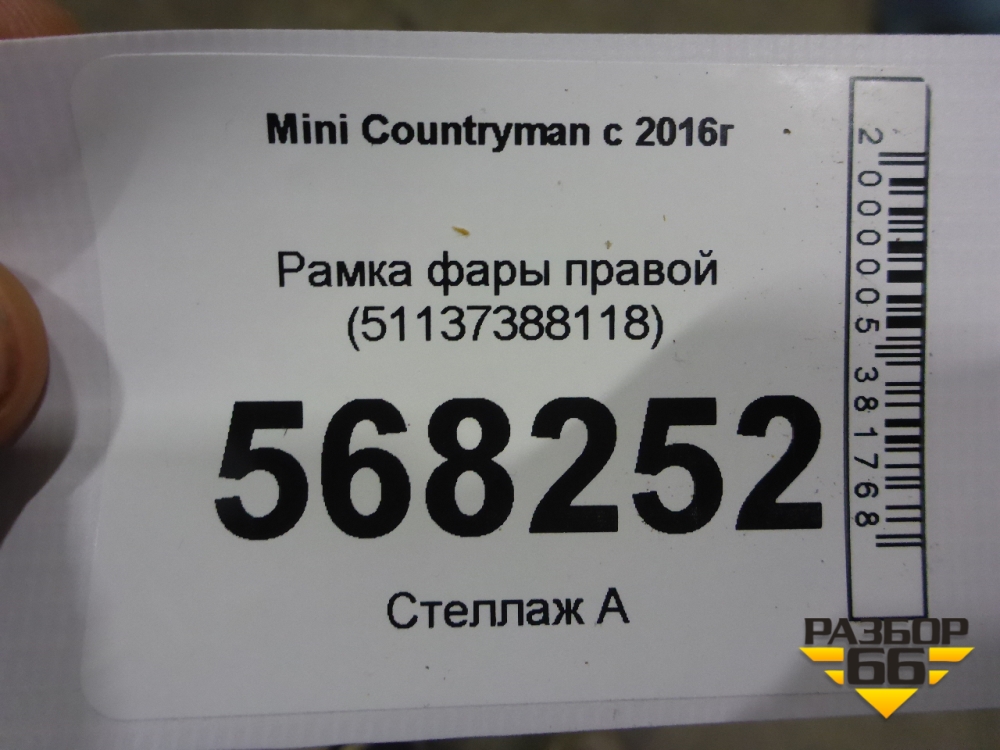 Mini Countryman с 2016г
Рамка фары правой
(51137388118)
568252
Стеллаж А
2000005381768
РАЗБОР
66